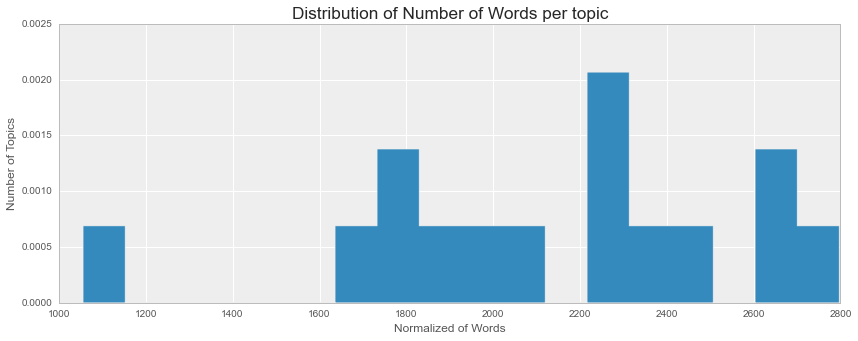 Distribution of Number of Words per topic
0.0025
0.0020
0.0015
0.0010
0.0005
0.0000
Number of Topics
1000 1200 1400 1600 1800 2000 2200 2400 2600 2800
Normalized of Words